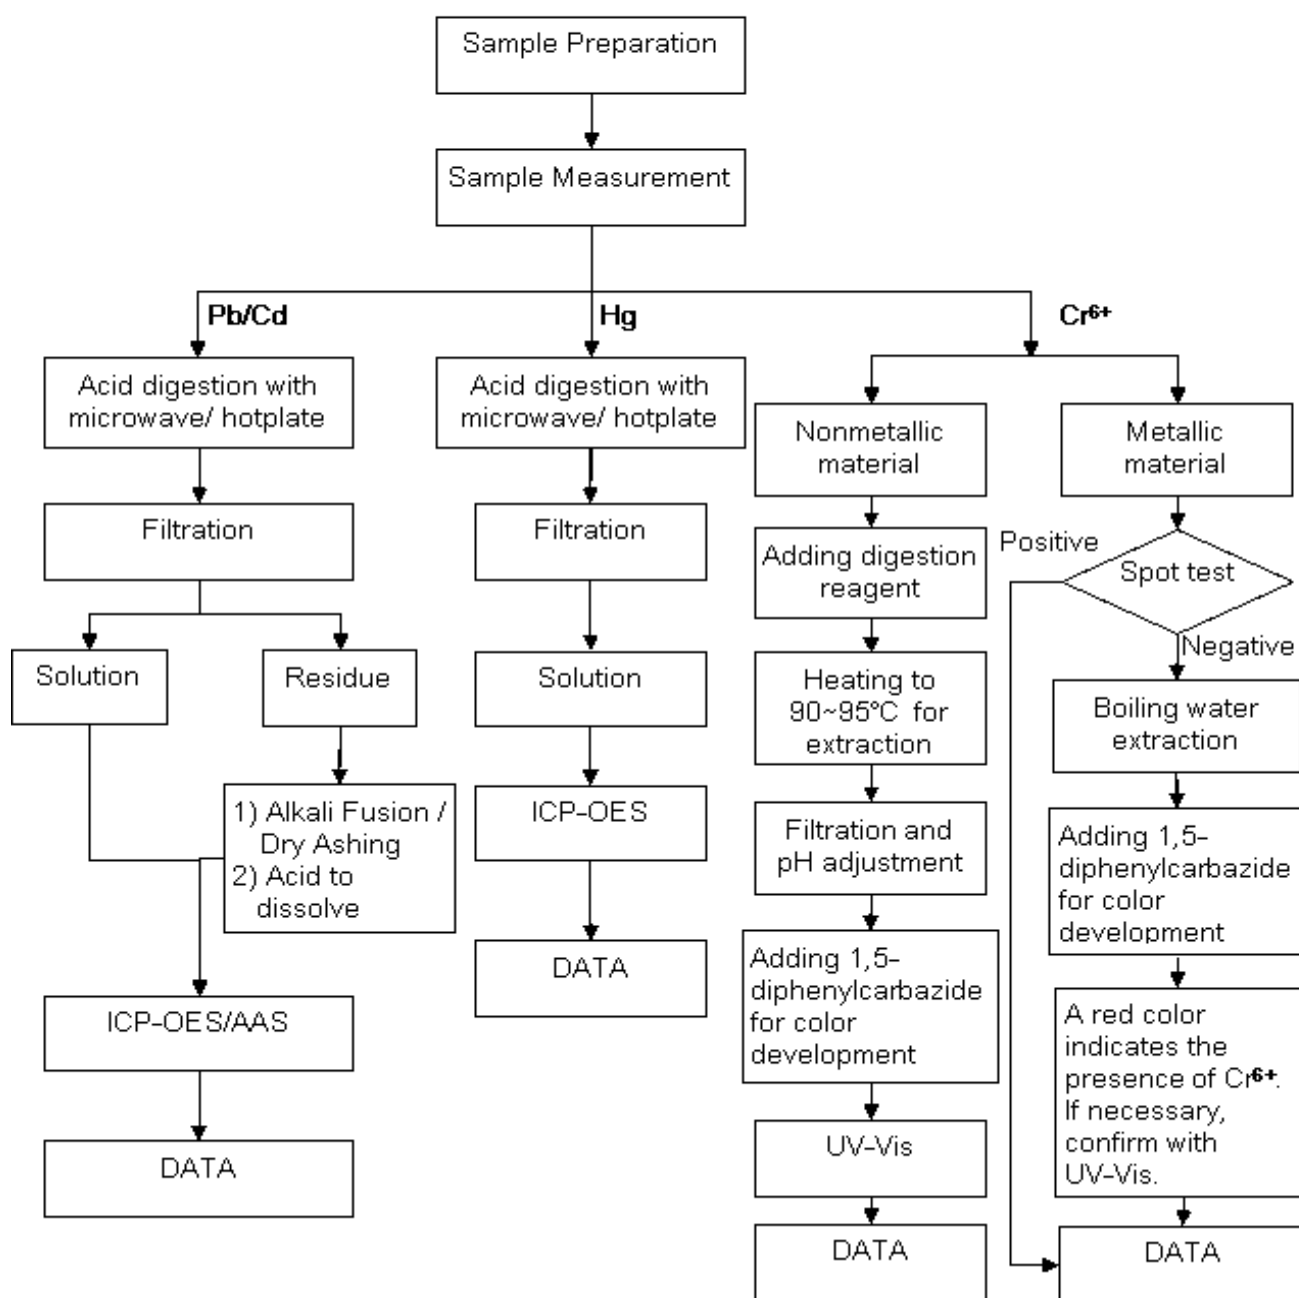 Sample Preparation
Sample Measurement
Pb/Cd
Hg
Cr⁶⁺
Acid digestion with
microwave/ hotplate
Filtration
Solution
Residue
1) Alkali Fusion /
Dry Ashing
2) Acid to
dissolve
ICP-OES/AAS
DATA
Acid digestion with
microwave/ hotplate
Filtration
Solution
ICP-OES
DATA
Nonmetallic
material
Adding digestion
reagent
Heating to
90~95°C for
extraction
Filtration and
pH adjustment
Adding 1,5-
diphenylcarbazide
for color
development
UV-Vis
DATA
Metallic
material
Spot test
Positive
Negative
Boiling water
extraction
Adding 1,5-
diphenylcarbazide
for color
development
A red color
indicates the
presence of Cr⁶⁺.
If necessary,
confirm with
UV-Vis.
DATA